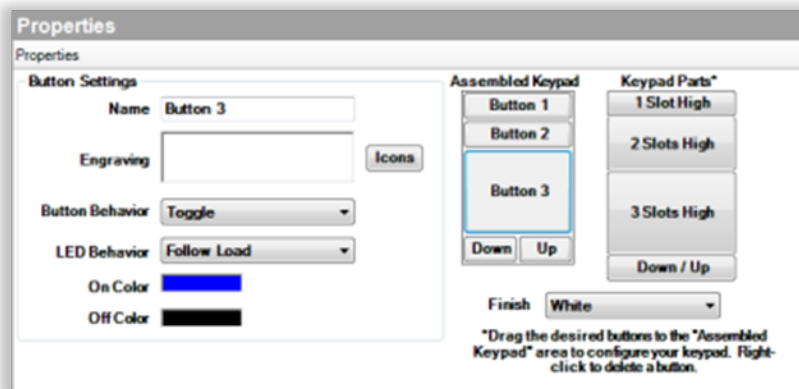 Properties
Properties
Button Settings
Name Button 3
Engraving Icons
Button Behavior Toggle
LED Behavior Follow Load
On Color
Off Color
Assembled Keypad
Button 1
Button 2
Button 3
Down Up
Keypad Parts*
1 Slot High
2 Slots High
3 Slots High
Down / Up
Finish White
*Drag the desired buttons to the "Assembled
Keypad" area to configure your keypad. Right-
click to delete a button.